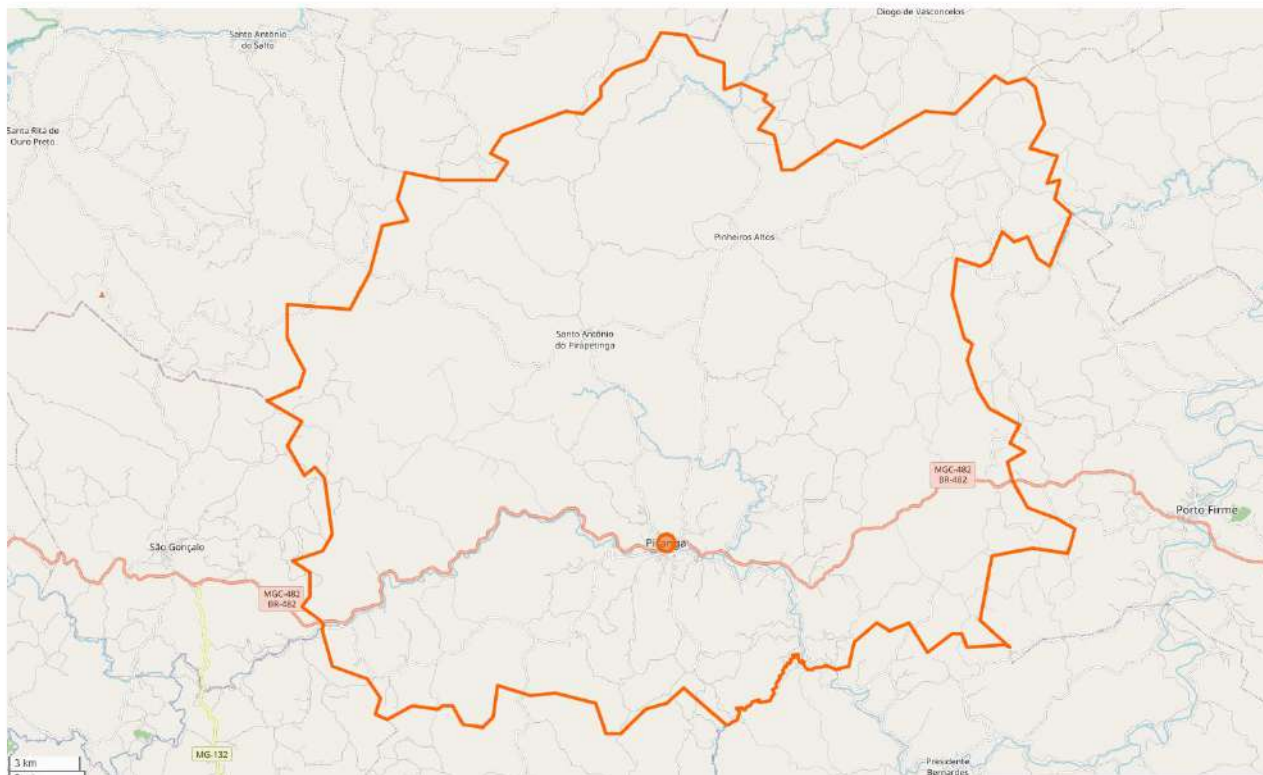 Diogo de Vasconcelos
Santo Antônio
do Salto
Santa Rita de
Ouro Preto
Pinheiros Altos
Santo Antônio
do Pirapetinga
MGC-482
BR-482
Porto Firme
Piranga
São Gonçalo
MGC-482
BR-482
MG-132
3 km
Presidente
Bernardes